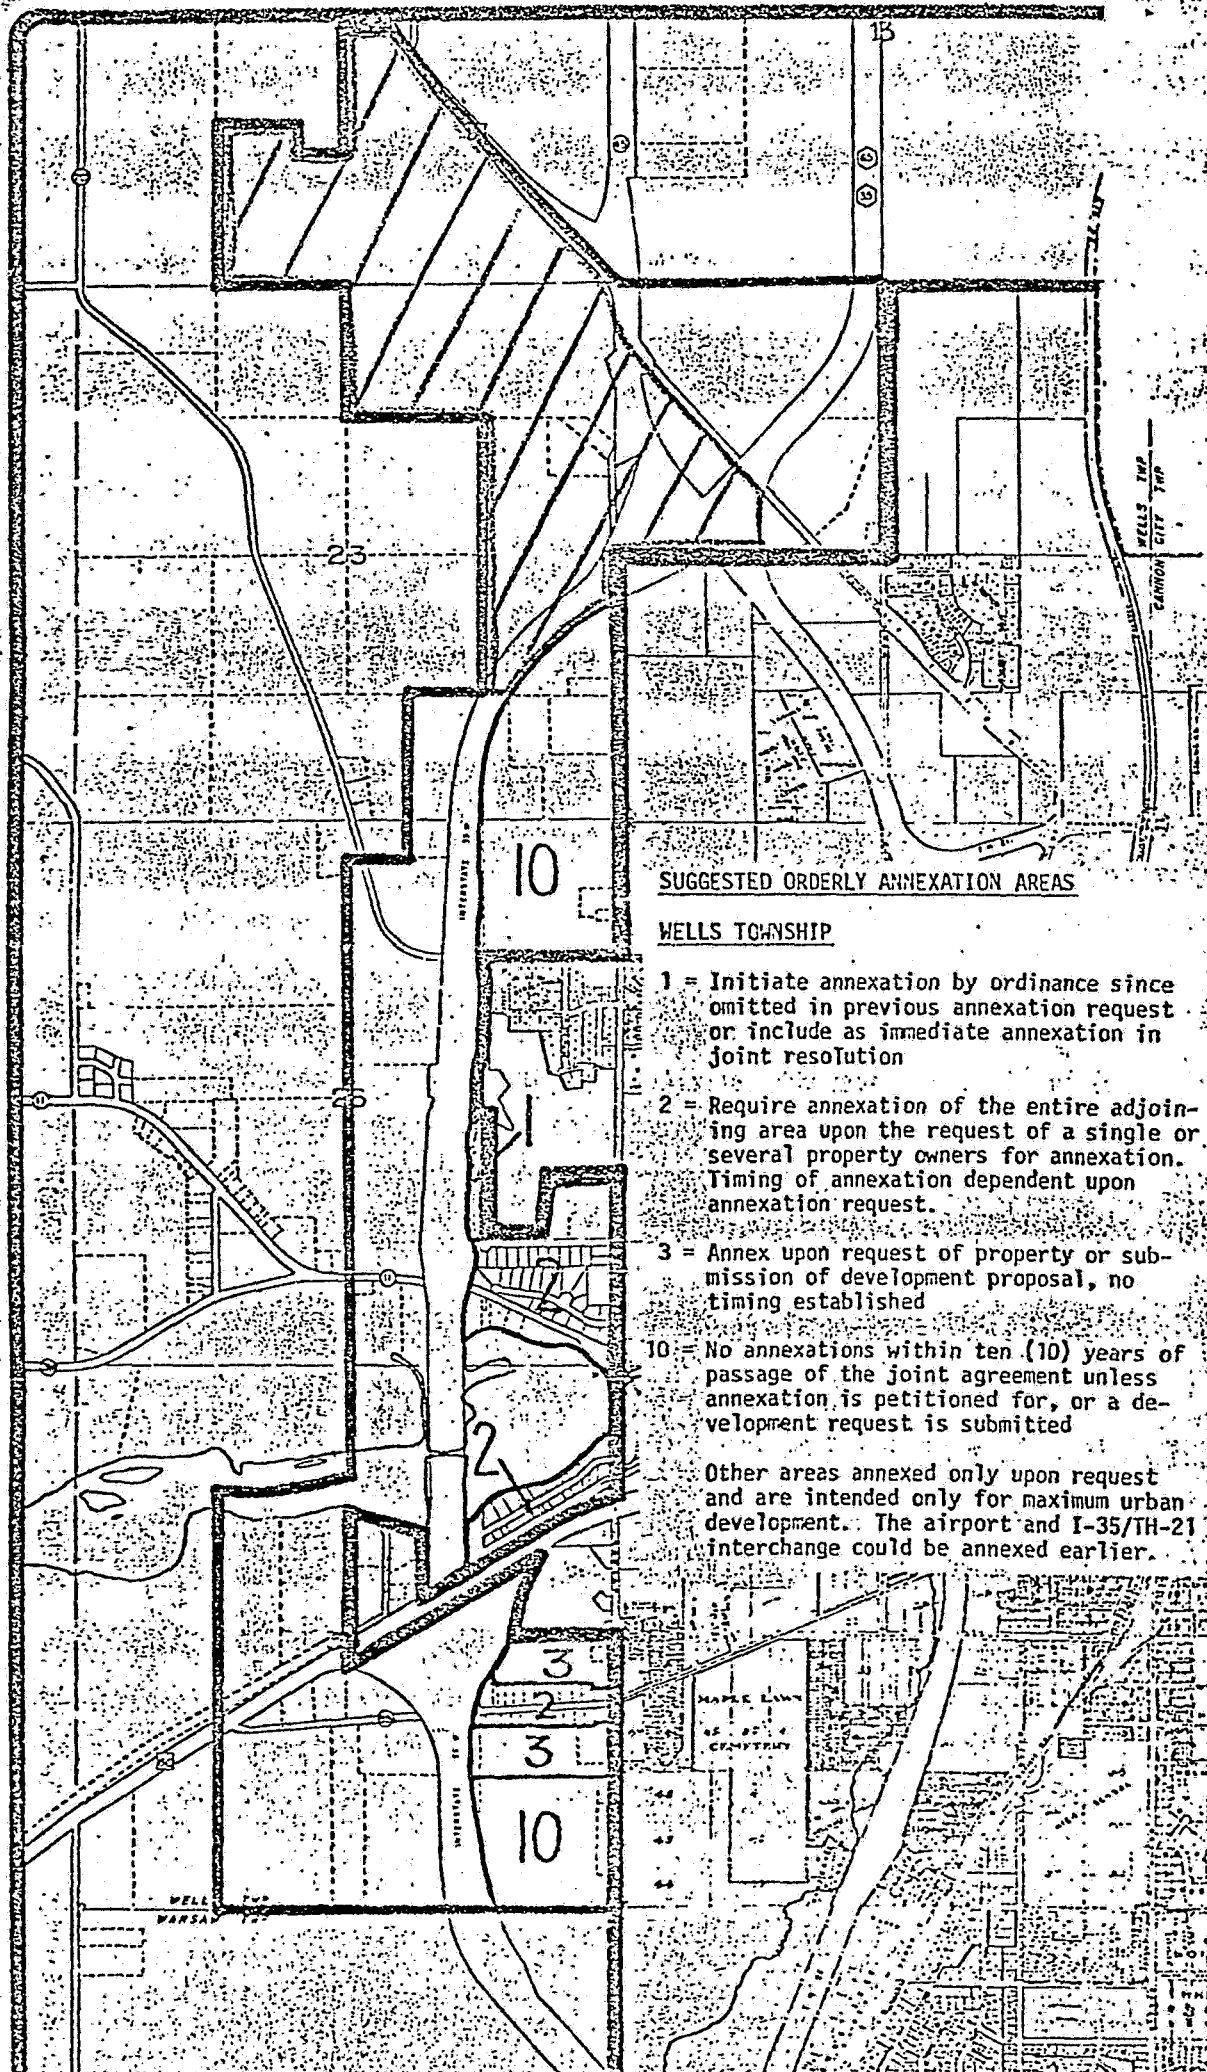 13
35
WELLS TWP
CANNON CITY TWP
23
INTERSTATE
10
SUGGESTED ORDERLY ANNEXATION AREAS
WELLS TOWNSHIP
1 = Initiate annexation by ordinance since
omitted in previous annexation request
or include as immediate annexation in
joint resolution
26
1
2 = Require annexation of the entire adjoin-
ing area upon the request of a single or
several property owners for annexation.
Timing of annexation dependent upon
annexation request.
3 = Annex upon request of property or sub-
mission of development proposal, no
timing established
2
10 = No annexations within ten (10) years of
passage of the joint agreement unless
annexation is petitioned for, or a de-
velopment request is submitted
2
Other areas annexed only upon request
and are intended only for maximum urban
development. The airport and I-35/TH-21
interchange could be annexed earlier.
3
2
MAPLE LAWN
CEMETERY
3
INTERSTATE
10
WELL TWP
WARSA